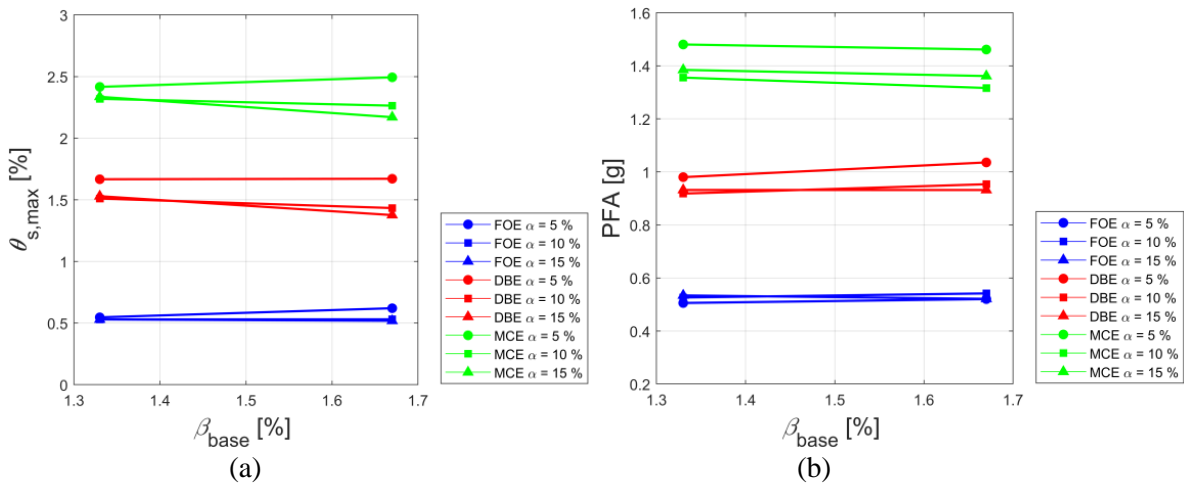 3
2.5
2
1.5
1
0.5
0
θs,max [%]
1.3 1.4 1.5 1.6 1.7
βbase [%]
FOE α = 5 %
FOE α = 10 %
FOE α = 15 %
DBE α = 5 %
DBE α = 10 %
DBE α = 15 %
MCE α = 5 %
MCE α = 10 %
MCE α = 15 %
(a)
1.6
1.4
1.2
1
0.8
0.6
0.4
0.2
PFA [g]
1.3 1.4 1.5 1.6 1.7
βbase [%]
FOE α = 5 %
FOE α = 10 %
FOE α = 15 %
DBE α = 5 %
DBE α = 10 %
DBE α = 15 %
MCE α = 5 %
MCE α = 10 %
MCE α = 15 %
(b)